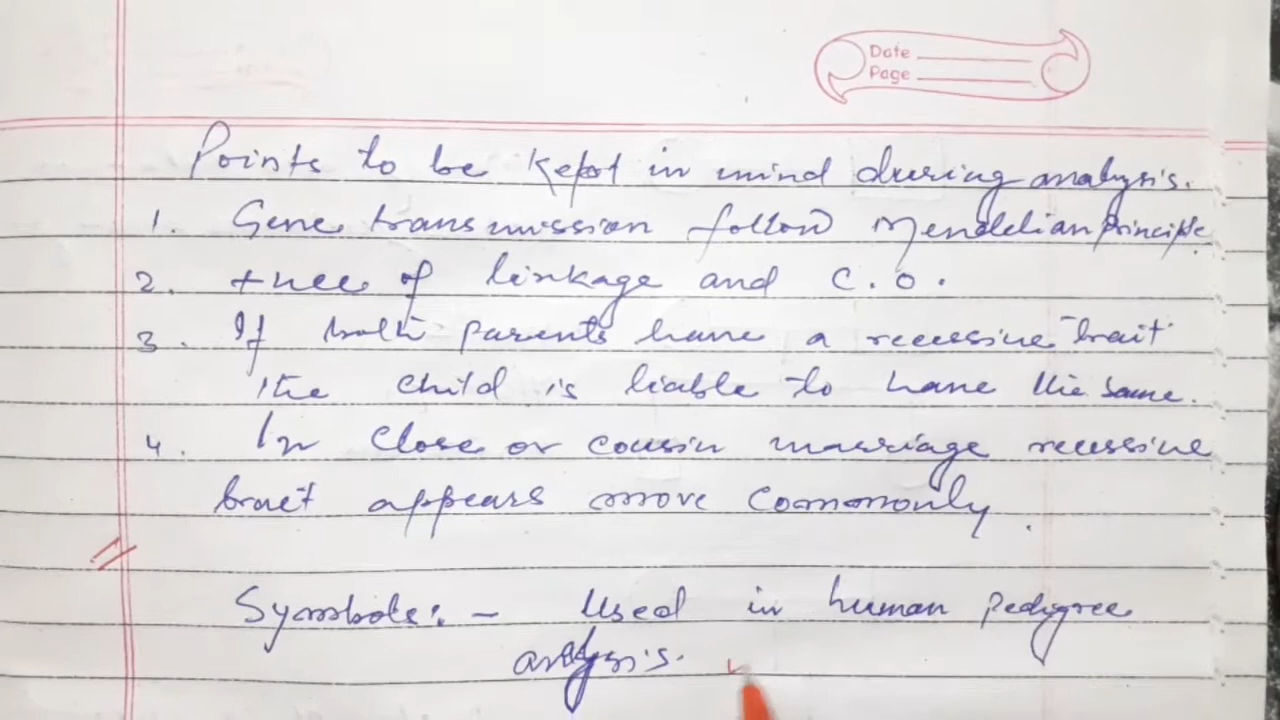 Date
Page
Points to be Kept in mind during analysis.
1. Gene transmission follow Mendelian Principle.
2. of linkage and C.O.
3. If both parents have a recessive trait
the child is liable to have the same.
4. In close or cousin marriage recessive
trait appears more commonly.
Symbols:- Used in human pedigree
analysis.